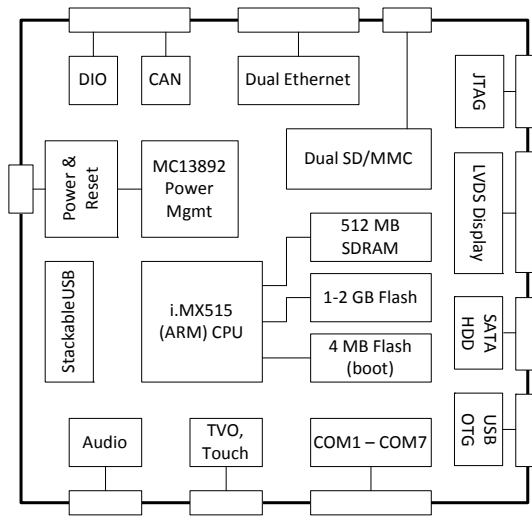 DIO
CAN
Dual Ethernet
JTAG
Power &
Reset
MC13892
Power
Mgmt
Dual SD/MMC
LVDS Display
512 MB
SDRAM
StackableUSB
i.MX515
(ARM) CPU
1-2 GB Flash
4 MB Flash
(boot)
SATA
HDD
Audio
TVO,
Touch
COM1 – COM7
USB
OTG